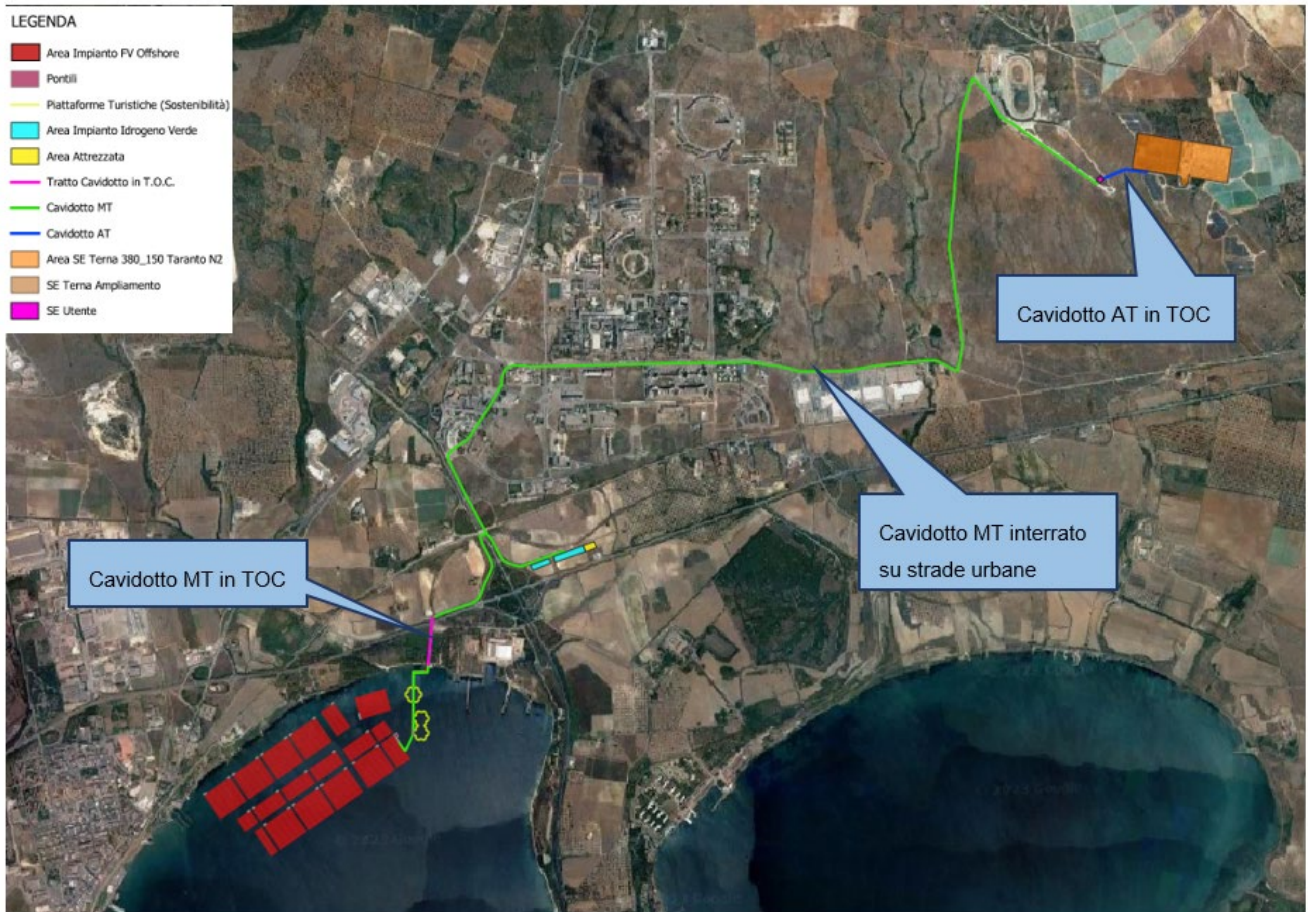 LEGENDA
Area Impianto FV Offshore
Pontili
Piattaforme Turistiche (Sostenibilità)
Area Impianto Idrogeno Verde
Area Attrezzata
Tratto Cavidotto in T.O.C.
Cavidotto MT
Cavidotto AT
Area SE Terna 380_150 Taranto N2
SE Terna Ampliamento
SE Utente
Cavidotto AT in TOC
Cavidotto MT interrato
su strade urbane
Cavidotto MT in TOC